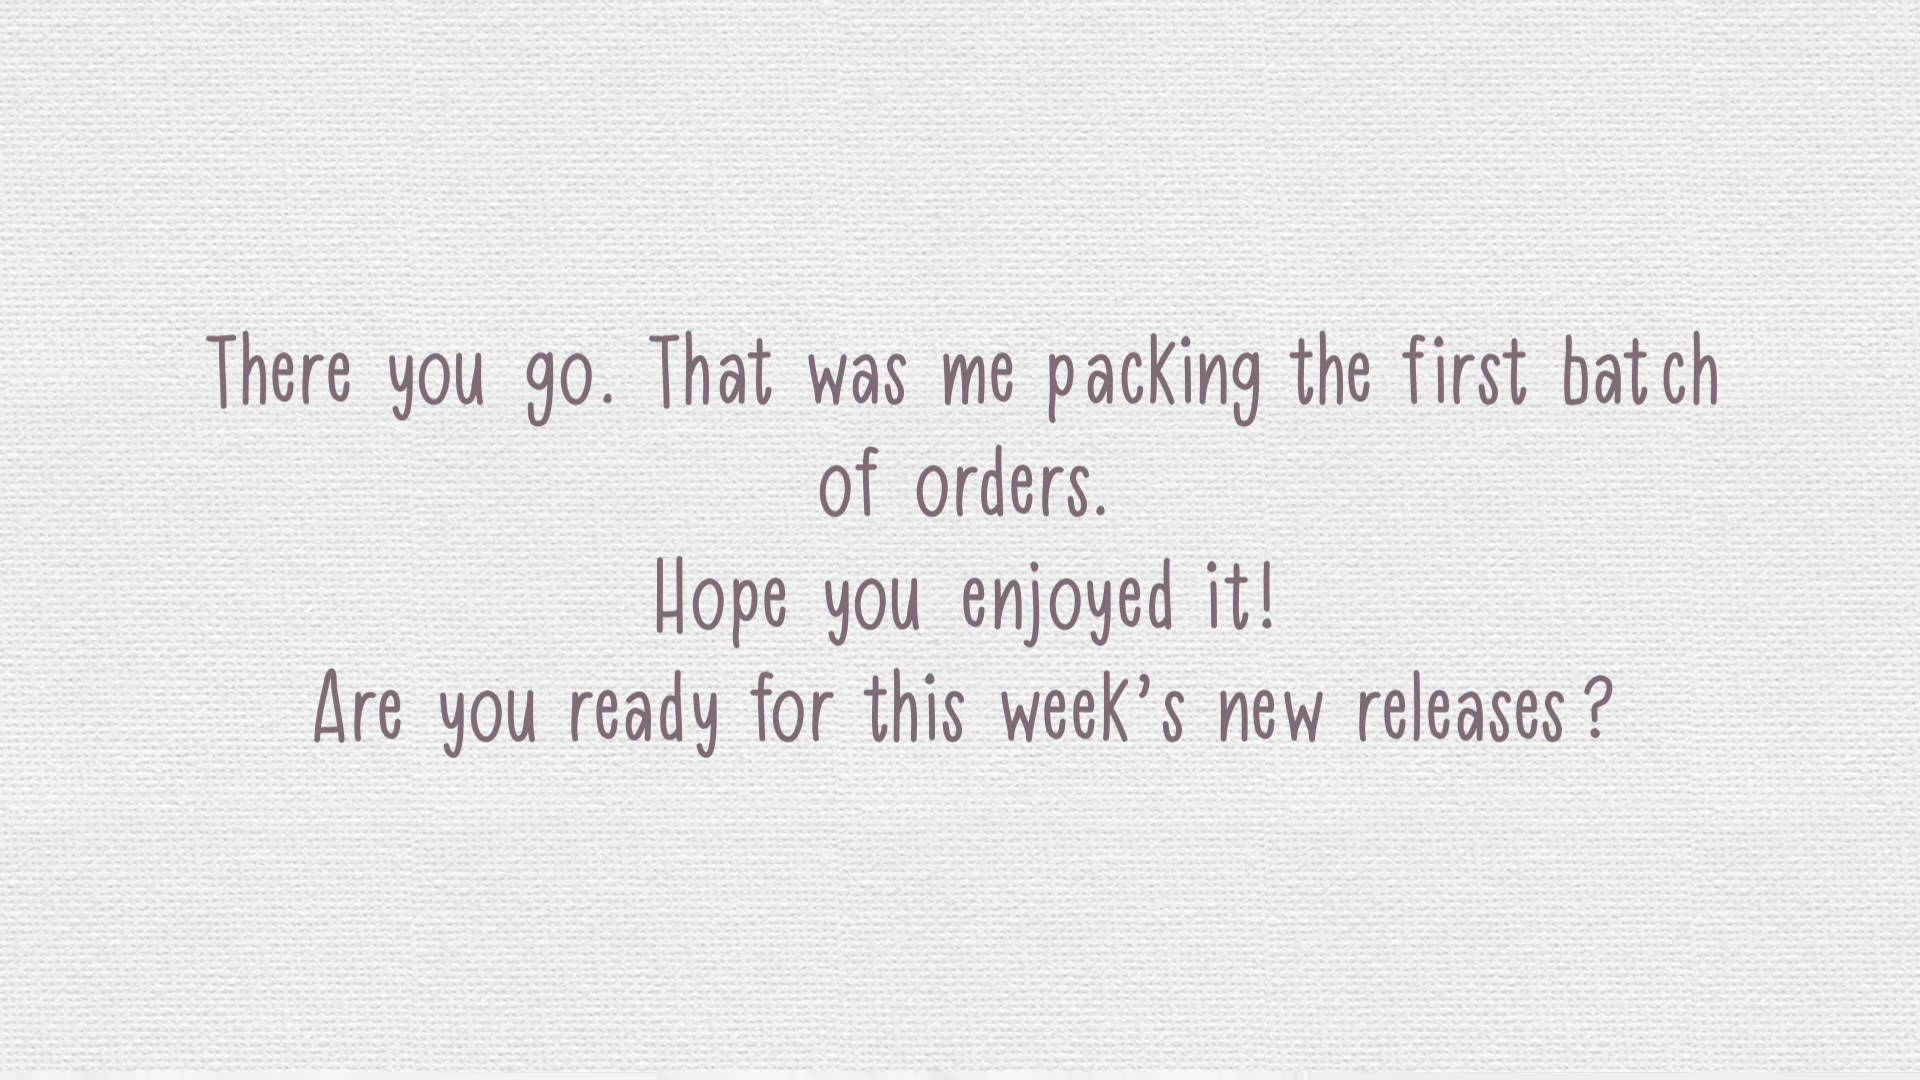 There you go. That was me packing the first batch
of orders.
Hope you enjoyed it!
Are you ready for this week's new releases?